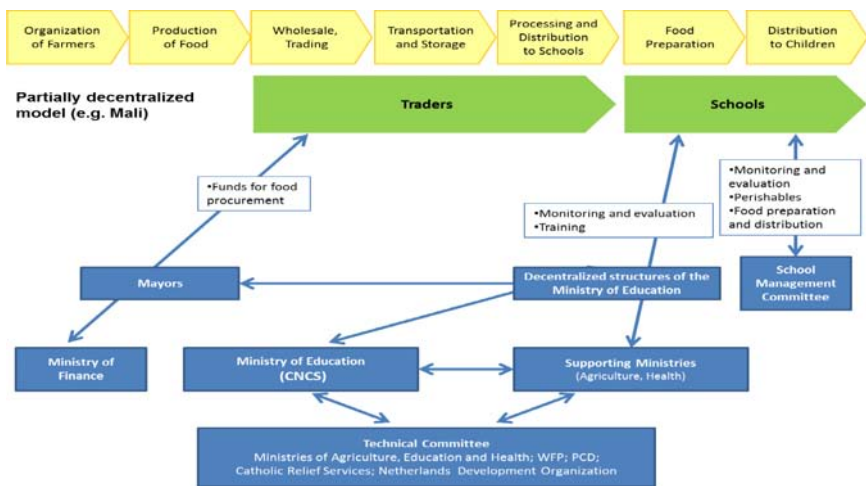 Organization
of Farmers
Production
of Food
Wholesale,
Trading
Transportation
and Storage
Processing and
Distribution
to Schools
Food
Preparation
Distribution
to Children
Partially decentralized
model (e.g. Mali)
Traders
Schools
•Funds for food
procurement
•Monitoring and evaluation
•Training
•Monitoring and
evaluation
•Perishables
•Food preparation
and distribution
Mayors
Decentralized structures of the
Ministry of Education
School
Management
Committee
Ministry of
Finance
Ministry of Education
(CNCS)
Supporting Ministries
(Agriculture, Health)
Technical Committee
Ministries of Agriculture, Education and Health; WFP; PCD;
Catholic Relief Services; Netherlands Development Organization